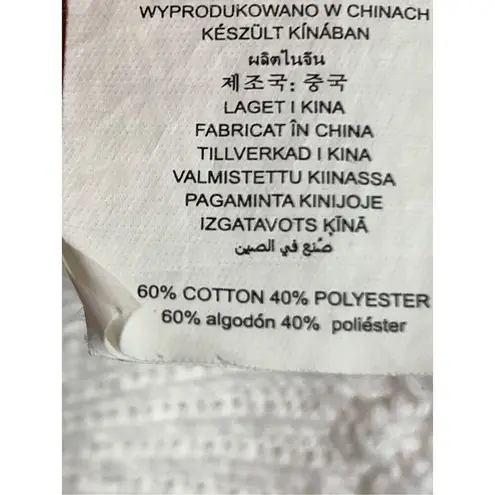 WYPRODUKOWANO W CHINACH
KÉSZÜLT KÍNÁBAN
ผลิตในจีน
제조국: 중국
LAGET I KINA
FABRICAT ÎN CHINA
TILLVERKAD I KINA
VALMISTETTU KIINASSA
PAGAMINTA KINIJOJE
IZGATAVOTS ĶĪNĀ
صُنع في الصين
60% COTTON 40% POLYESTER
60% algodón 40% poliéster